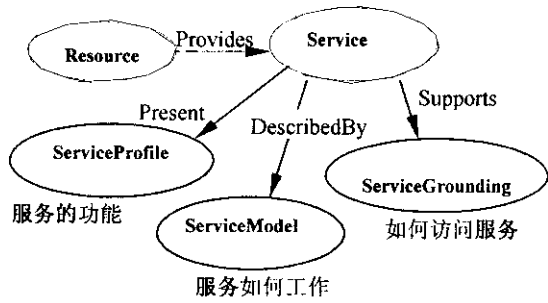 Provides
Resource
Service
Present
DescribedBy
Supports
ServiceProfile
ServiceGrounding
服务的功能
ServiceModel
如何访问服务
服务如何工作